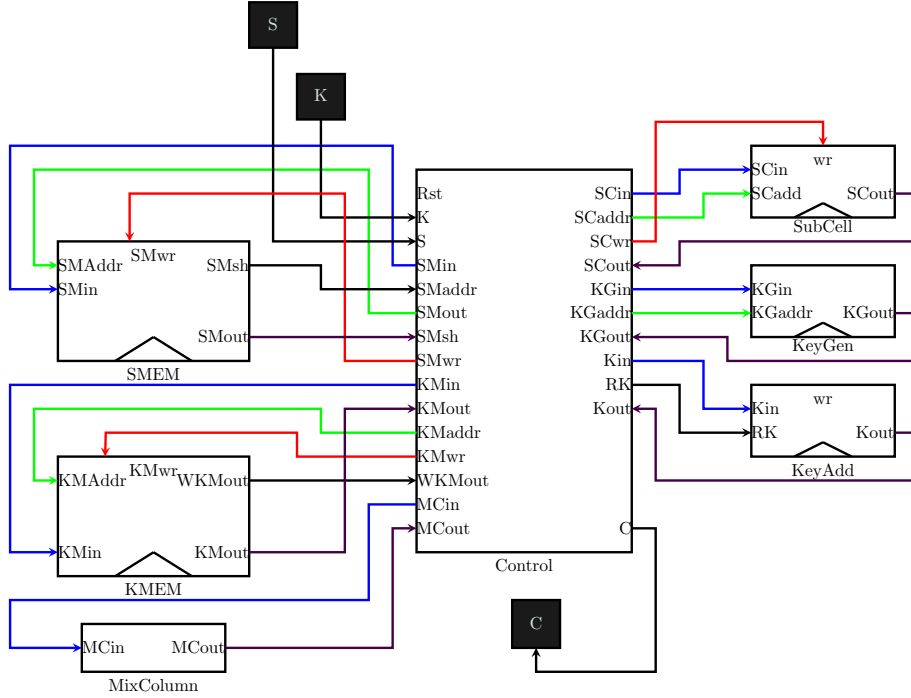 S
K
Rst
K
S
SMin
SMaddr
SMout
SMsh
SMwr
KMin
KMout
KMaddr
KMwr
WKMout
MCin
MCout
SCin
SCaddr
SCwr
SCout
KGin
KGaddr
KGout
Kin
RK
Kout
C
Control
SMwr
SMAddr
SMin
SMsh
SMout
SMEM
KMwr
KMAddr
WKMout
KMin
KMout
KMEM
MCin
MCout
MixColumn
wr
SCin
SCadd
SCout
SubCell
KGin
KGaddr
KGout
KeyGen
wr
Kin
RK
Kout
KeyAdd
C